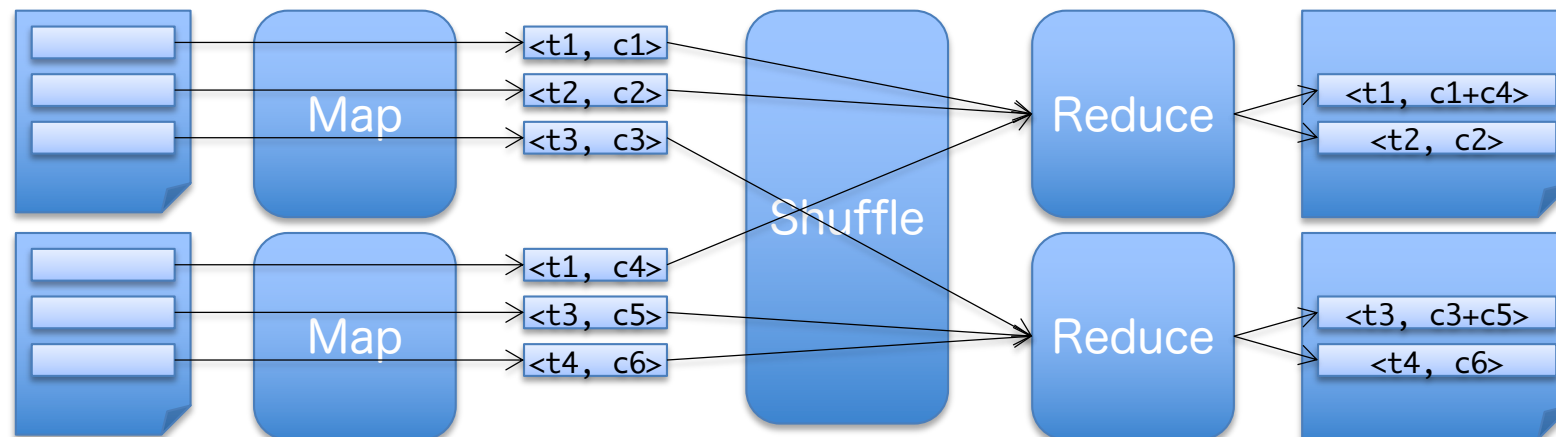 Map
<t1, c1>
<t2, c2>
<t3, c3>
Shuffle
Reduce
<t1, c1+c4>
<t2, c2>
Map
<t1, c4>
<t3, c5>
<t4, c6>
Reduce
<t3, c3+c5>
<t4, c6>